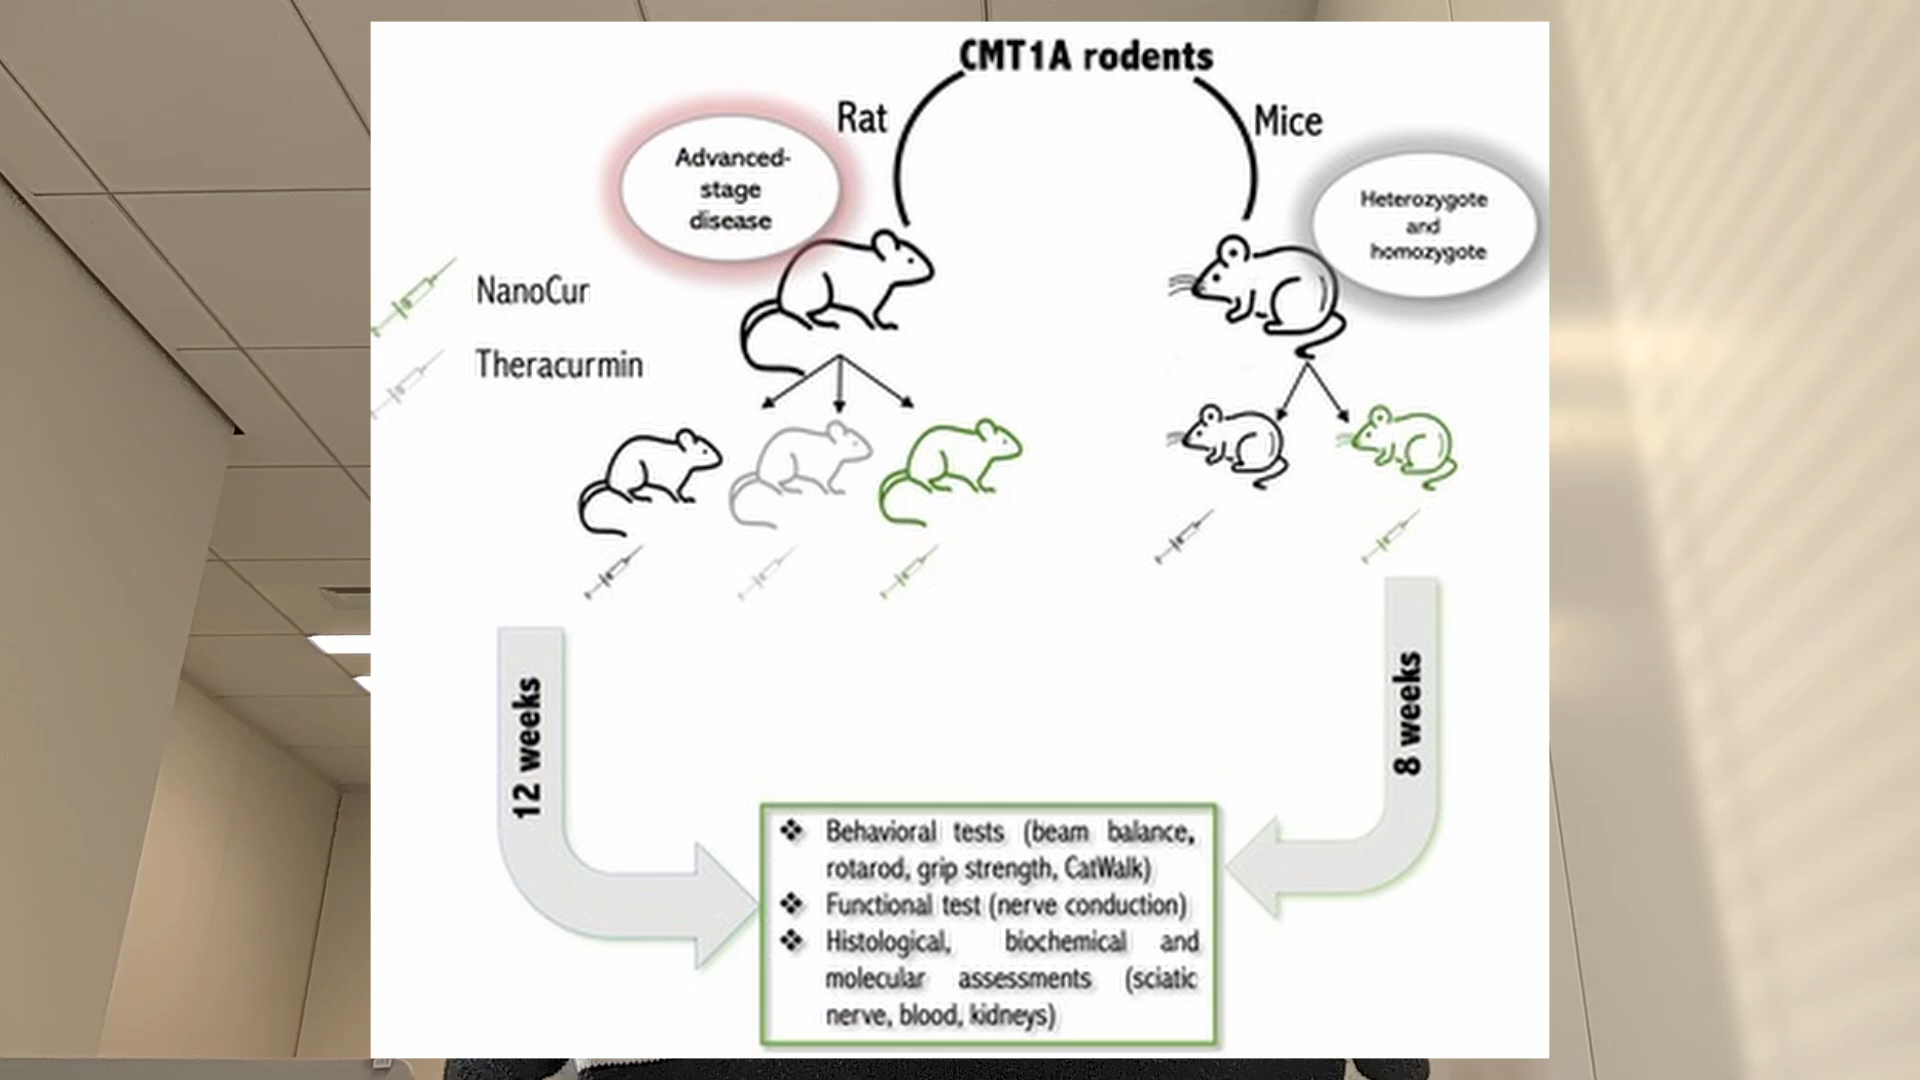 CMT1A rodents
Rat
Mice
Advanced-
stage
disease
Heterozygote
and
homozygote
NanoCur
Theracurmin
12 weeks
8 weeks
❖ Behavioral tests (beam balance,
rotarod, grip strength, CatWalk)
❖ Functional test (nerve conduction)
❖ Histological, biochemical and
molecular assessments (sciatic
nerve, blood, kidneys)